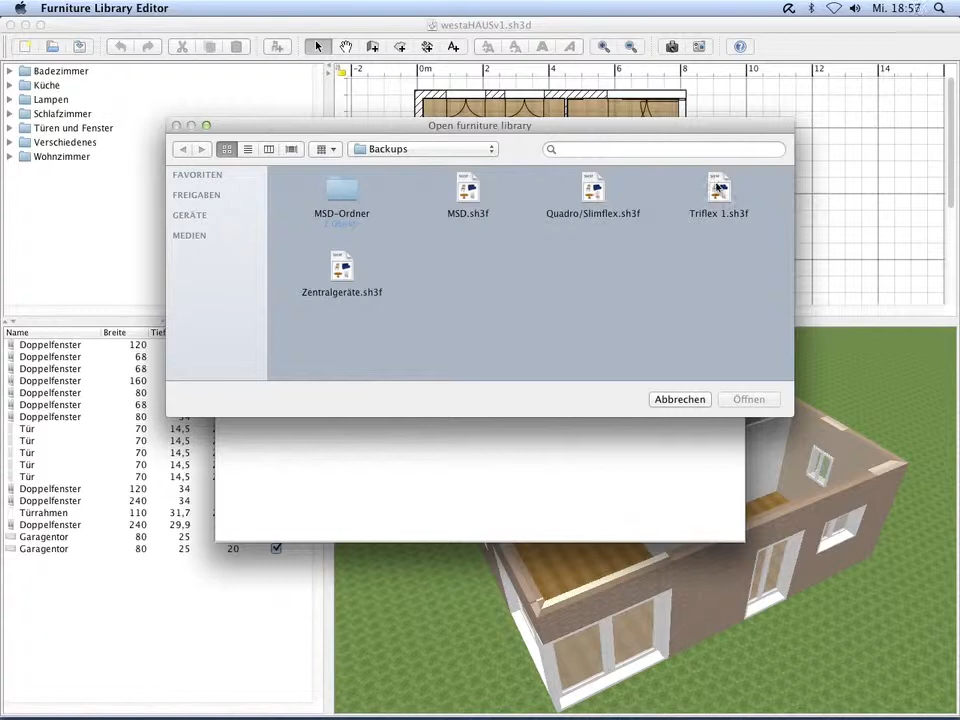 Furniture Library Editor
Mi. 18:57
westaHAUSv1.sh3d
Badezimmer
Küche
Lampen
Schlafzimmer
Türen und Fenster
Verschiedenes
Wohnzimmer
-2 0m 2 4 6 8 10 12 14
Open furniture library
Backups
FAVORITEN
FREIGABEN
GERÄTE
MEDIEN
MSD-Ordner
MSD.sh3f
Quadro/Slimflex.sh3f
Triflex 1.sh3f
Zentralgeräte.sh3f
Abbrechen
Öffnen
Name Breite Tief
Doppelfenster 120
Doppelfenster 68
Doppelfenster 68
Doppelfenster 160
Doppelfenster 80
Doppelfenster 68
Doppelfenster 80 34
Tür 70 14,5
Tür 70 14,5
Tür 70 14,5
Tür 70 14,5
Tür 70 14,5
Doppelfenster 120 34
Doppelfenster 240 34
Türrahmen 110 31,7
Doppelfenster 240 29,9
Garagentor 80 25
Garagentor 80 25 20